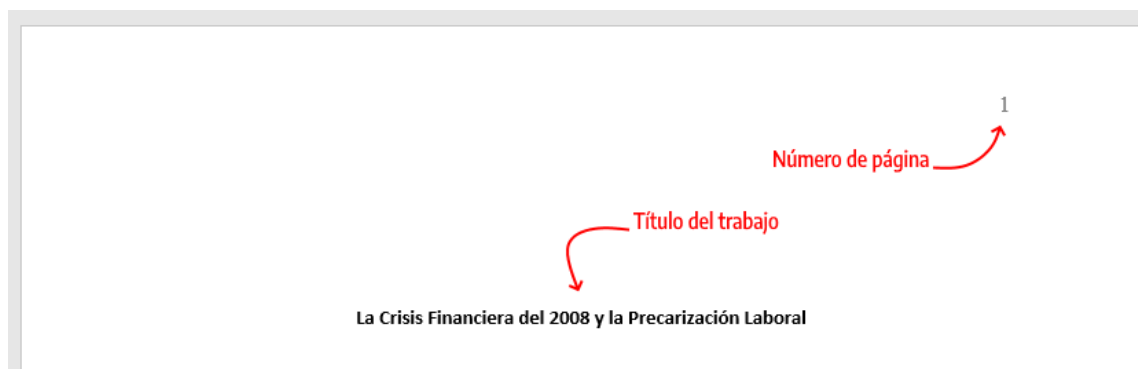 1
Número de página
Título del trabajo
La Crisis Financiera del 2008 y la Precarización Laboral